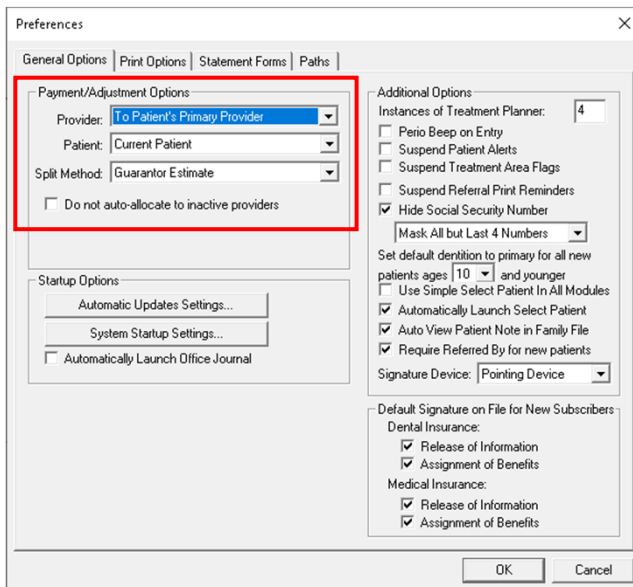 Preferences
General Options
Print Options
Statement Forms
Paths
Payment/Adjustment Options
Provider: To Patient's Primary Provider
Patient: Current Patient
Split Method: Guarantor Estimate
Do not auto-allocate to inactive providers
Startup Options
Automatic Updates Settings...
System Startup Settings...
Automatically Launch Office Journal
Additional Options
Instances of Treatment Planner: 4
Perio Beep on Entry
Suspend Patient Alerts
Suspend Treatment Area Flags
Suspend Referral Print Reminders
Hide Social Security Number
Mask All but Last 4 Numbers
Set default dentition to primary for all new
patients ages 10 and younger
Use Simple Select Patient In All Modules
Automatically Launch Select Patient
Auto View Patient Note in Family File
Require Referred By for new patients
Signature Device: Pointing Device
Default Signature on File for New Subscribers
Dental Insurance:
Release of Information
Assignment of Benefits
Medical Insurance:
Release of Information
Assignment of Benefits
OK
Cancel